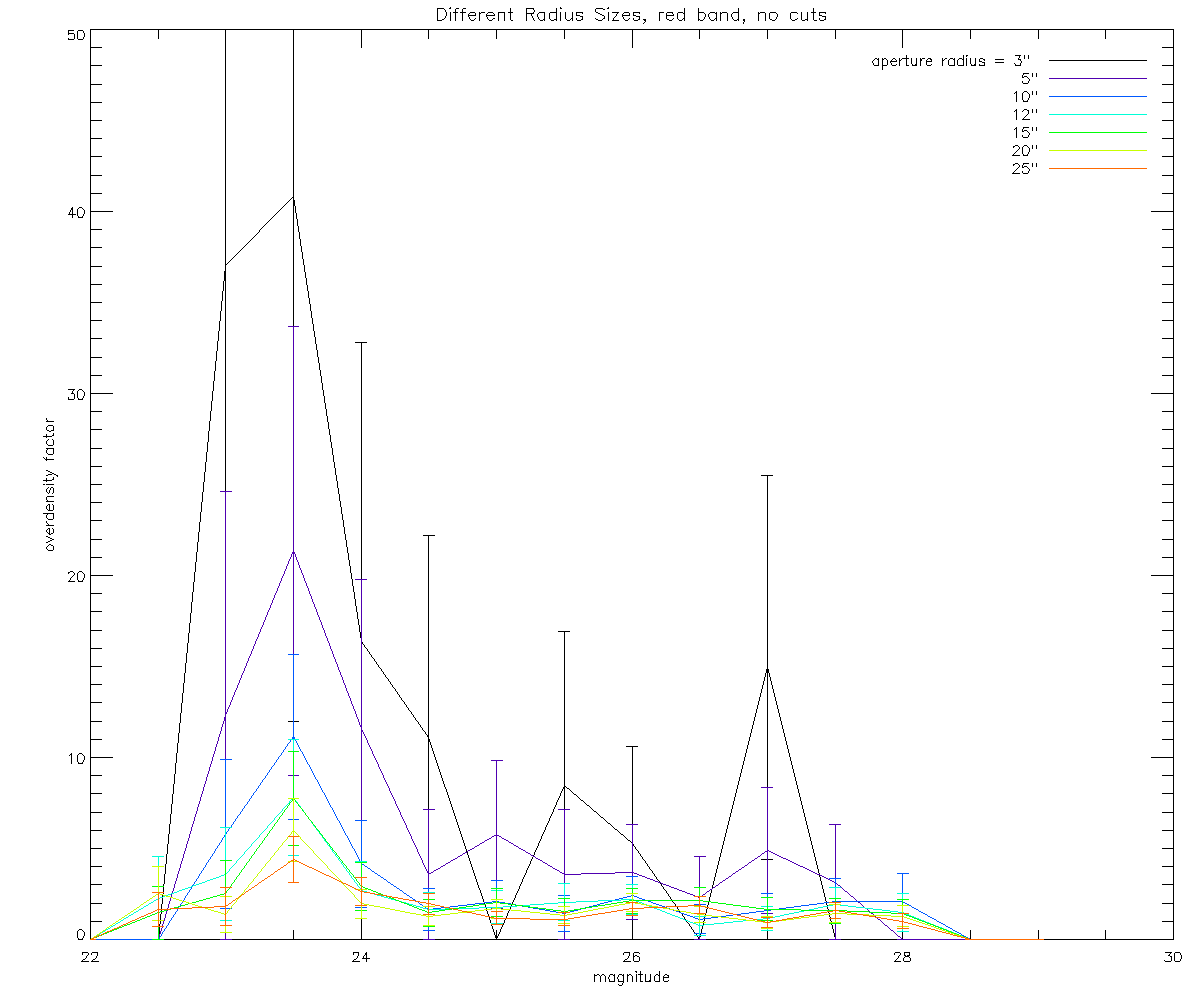 Different Radius Sizes, red band, no cuts
50
aperture radius = 3"
5"
10"
12"
15"
20"
25"
40
30
overdensity factor
20
10
0
22 24 26 28 30
magnitude